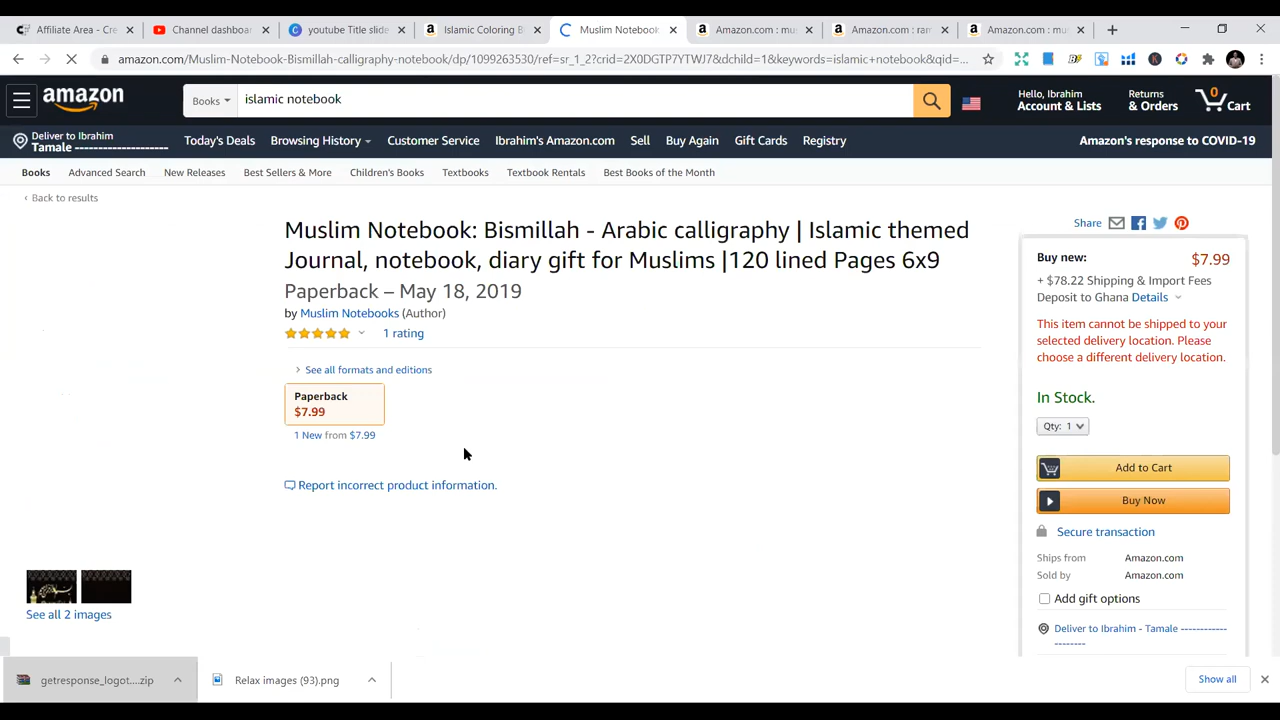 Affiliate Area - Cre
Channel dashboar
youtube Title slide
Islamic Coloring B
Muslim Notebook
Amazon.com : mu
Amazon.com : ran
Amazon.com : mu
amazon.com/Muslim-Notebook-Bismillah-calligraphy-notebook/dp/1099263530/ref=sr_1_2?crid=2X0DGTP7YTWJ7&dchild=1&keywords=islamic+notebook&qid=...
amazon
Books
islamic notebook
Hello, Ibrahim
Account & Lists
Returns
& Orders
0
Cart
Deliver to Ibrahim
Tamale ---------------------
Today's Deals
Browsing History
Customer Service
Ibrahim's Amazon.com
Sell
Buy Again
Gift Cards
Registry
Amazon's response to COVID-19
Books
Advanced Search
New Releases
Best Sellers & More
Children's Books
Textbooks
Textbook Rentals
Best Books of the Month
‹ Back to results
Muslim Notebook: Bismillah - Arabic calligraphy | Islamic themed
Journal, notebook, diary gift for Muslims |120 lined Pages 6x9
Paperback – May 18, 2019
by Muslim Notebooks (Author)
1 rating
See all formats and editions
Paperback
$7.99
1 New from $7.99
Report incorrect product information.
See all 2 images
Share
Buy new: $7.99
+ $78.22 Shipping & Import Fees
Deposit to Ghana Details
This item cannot be shipped to your
selected delivery location. Please
choose a different delivery location.
In Stock.
Qty: 1
Add to Cart
Buy Now
Secure transaction
Ships from Amazon.com
Sold by Amazon.com
Add gift options
Deliver to Ibrahim - Tamale ----------
--------
getresponse_logot....zip
Relax images (93).png
Show all